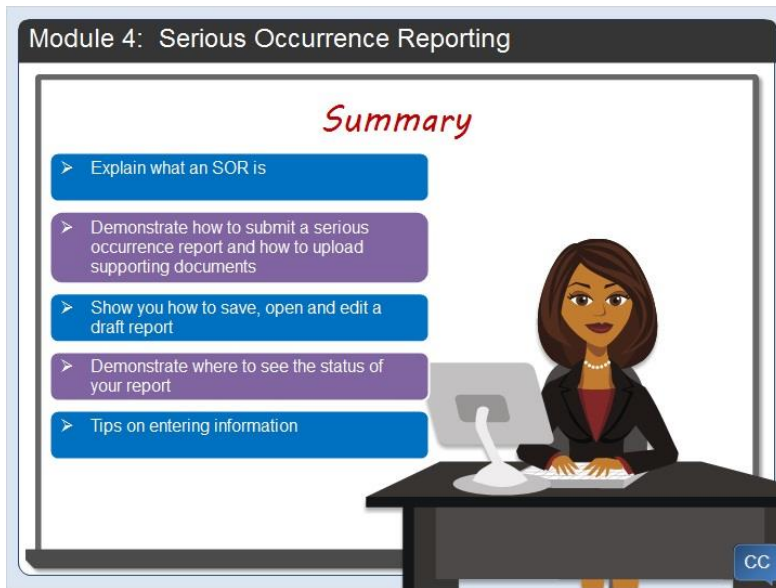 Module 4: Serious Occurrence Reporting
Summary
➢ Explain what an SOR is
➢ Demonstrate how to submit a serious
occurrence report and how to upload
supporting documents
➢ Show you how to save, open and edit a
draft report
➢ Demonstrate where to see the status of
your report
➢ Tips on entering information
CC